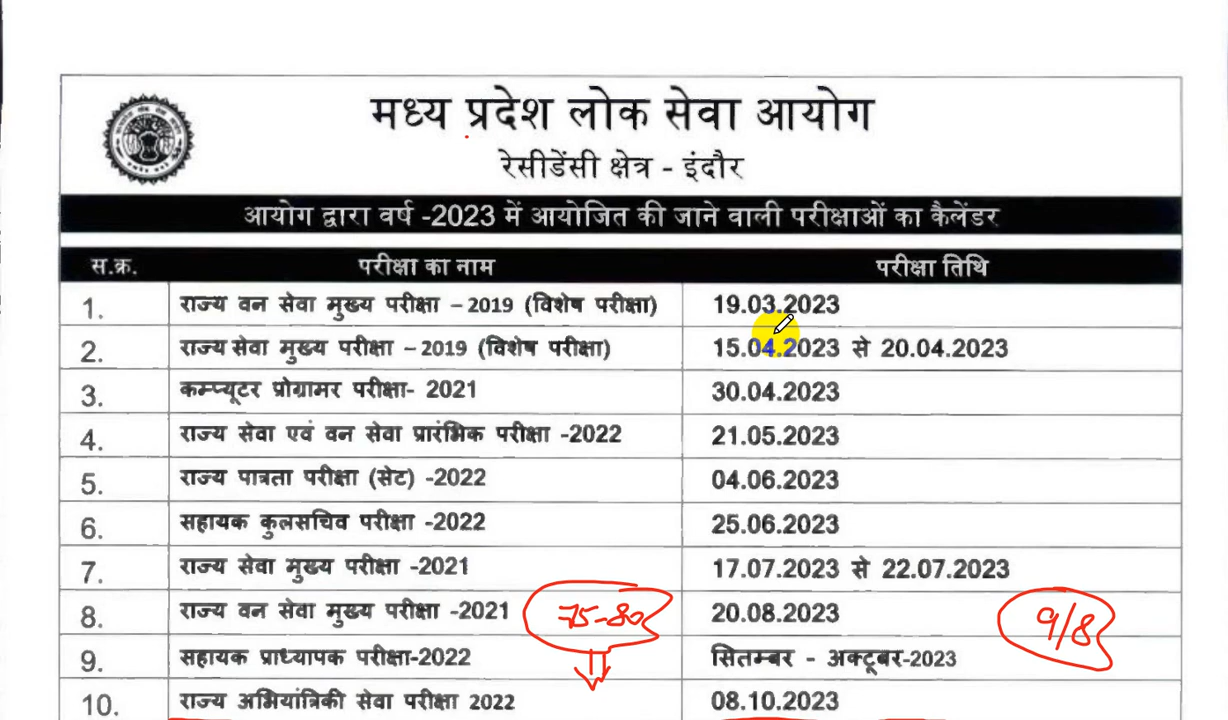 मध्य प्रदेश लोक सेवा आयोग
रेसीडेंसी क्षेत्र - इंदौर
आयोग द्वारा वर्ष -2023 में आयोजित की जाने वाली परीक्षाओं का कैलेंडर
स.क्र. परीक्षा का नाम परीक्षा तिथि
1. राज्य वन सेवा मुख्य परीक्षा – 2019 (विशेष परीक्षा) 19.03.2023
2. राज्य सेवा मुख्य परीक्षा – 2019 (विशेष परीक्षा) 15.04.2023 से 20.04.2023
3. कम्प्यूटर प्रोग्रामर परीक्षा- 2021 30.04.2023
4. राज्य सेवा एवं वन सेवा प्रारंभिक परीक्षा -2022 21.05.2023
5. राज्य पात्रता परीक्षा (सेट) -2022 04.06.2023
6. सहायक कुलसचिव परीक्षा -2022 25.06.2023
7. राज्य सेवा मुख्य परीक्षा -2021 17.07.2023 से 22.07.2023
8. राज्य वन सेवा मुख्य परीक्षा -2021 75-80 20.08.2023 9/8
9. सहायक प्राध्यापक परीक्षा-2022 सितम्बर - अक्टूबर-2023
10. राज्य अभियांत्रिकी सेवा परीक्षा 2022 08.10.2023